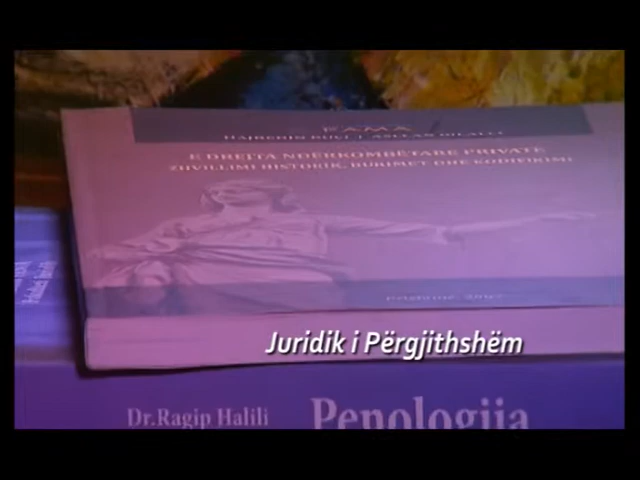 FAMA
E DREJTA NDËRKOMBËTARE PRIVATE
ZHVILLIMI HISTORIK, BURIMET DHE KODIFIKIMI
Juridik i Përgjithshëm
Dr.Ragip Halili
Penologjia